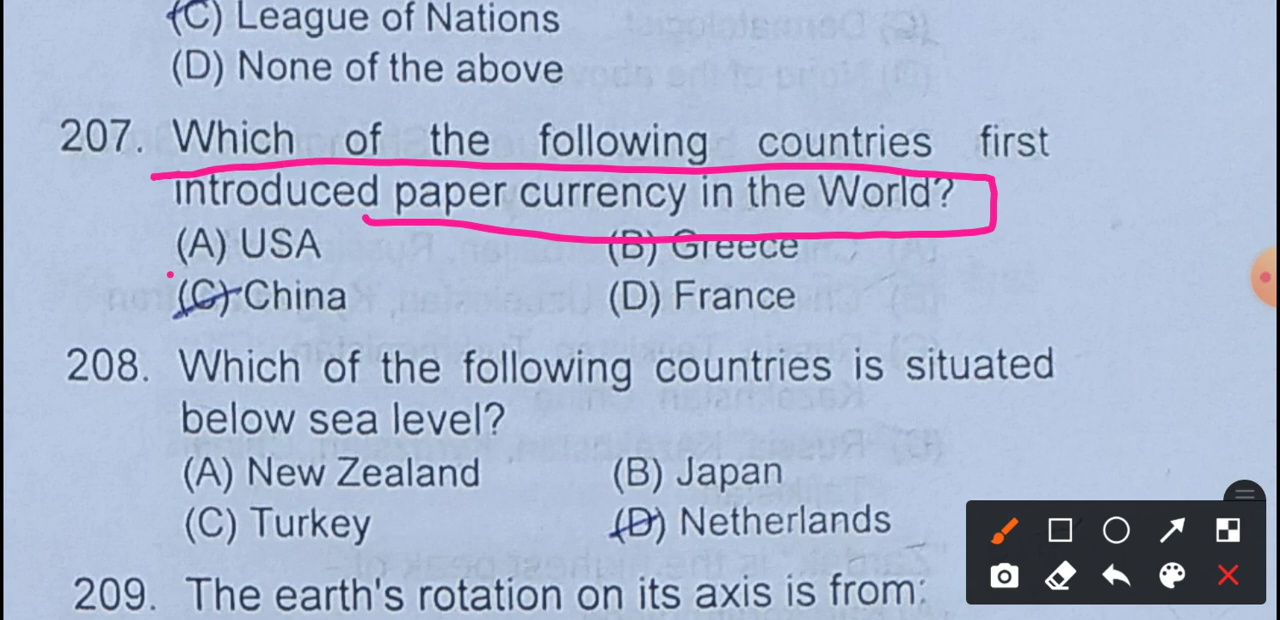 (C) League of Nations
(D) None of the above
207. Which of the following countries first
introduced paper currency in the World?
(A) USA (B) Greece
(C) China (D) France
208. Which of the following countries is situated
below sea level?
(A) New Zealand (B) Japan
(C) Turkey (D) Netherlands
209. The earth's rotation on its axis is from: